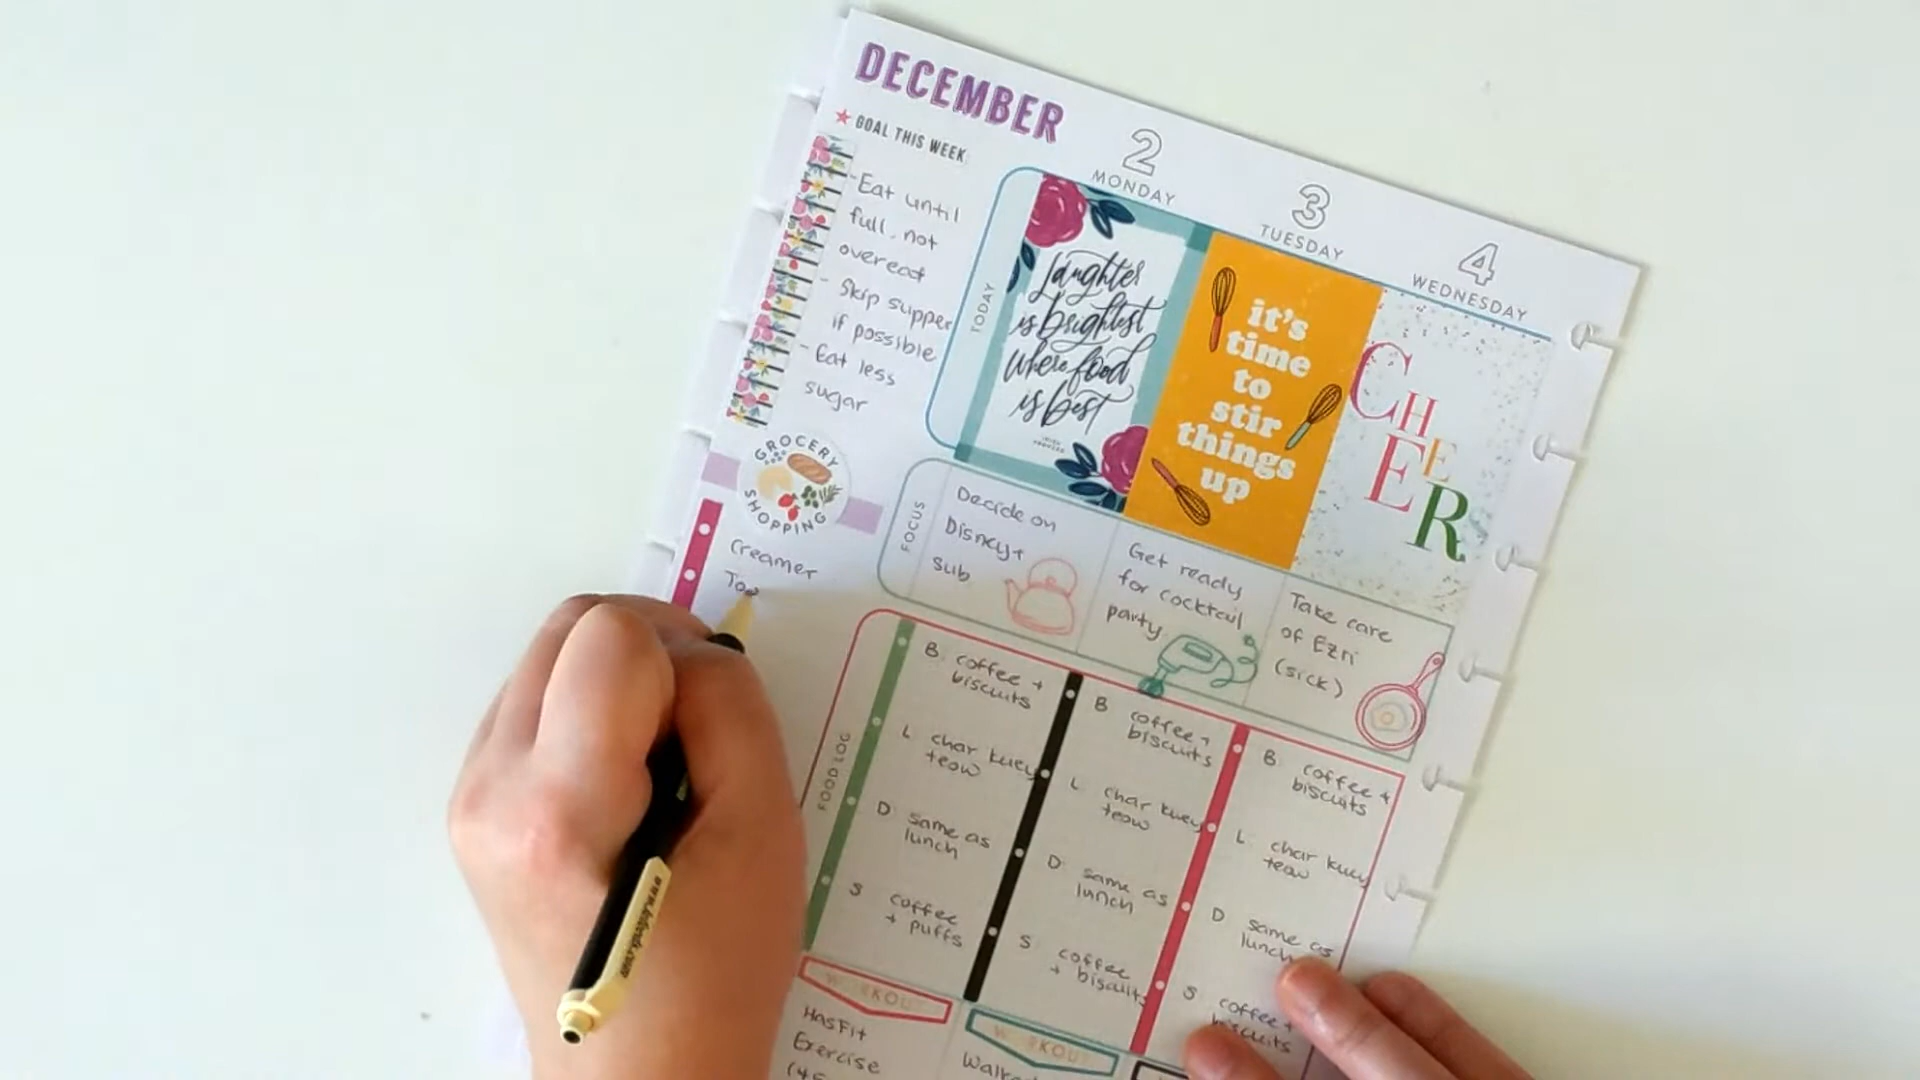 DECEMBER
GOAL THIS WEEK
- Eat until
full, not
overeat
- Skip supper
if possible
- Eat less
sugar
GROCERY
SHOPPING
Creamer
2
MONDAY
3
TUESDAY
4
WEDNESDAY
TODAY
laughter
is brightest
where food
is best
it's
time
to
stir
things
up
CHEER
FOCUS
Decide on
Disney+
sub
Get ready
for cocktail
party
Take care
of Ezri
(sick)
FOOD LOG
B: coffee +
biscuits
L: char kuey
teow
D: same as
lunch
S: coffee
+ puffs
B: coffee +
biscuits
L: char kuey
teow
D: same as
lunch
S: coffee
+ biscuits
B: coffee +
biscuits
L: char kuey
teow
D: same as
lunch
S: coffee +
biscuits
WORKOUT
HasFit
Exercise
WORKOUT